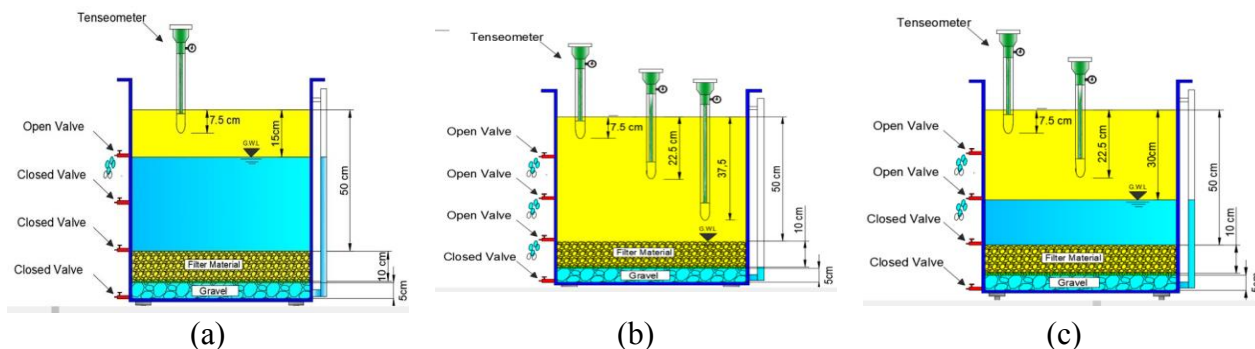 Tenseometer
7.5 cm
15cm
Open Valve
G.W.L
Closed Valve
50 cm
Closed Valve
Filter Material
10 cm
Closed Valve
Gravel
5cm
(a)
Tenseometer
7.5 cm
Open Valve
22.5 cm
37,5
50 cm
Open Valve
Open Valve
G.W.L
10 cm
Filter Material
Closed Valve
Gravel
5cm
(b)
Tenseometer
7.5 cm
Open Valve
22.5 cm
30cm
50 cm
Open Valve
G.W.L
Closed Valve
10 cm
Filter Material
Closed Valve
Gravel
5cm
(c)